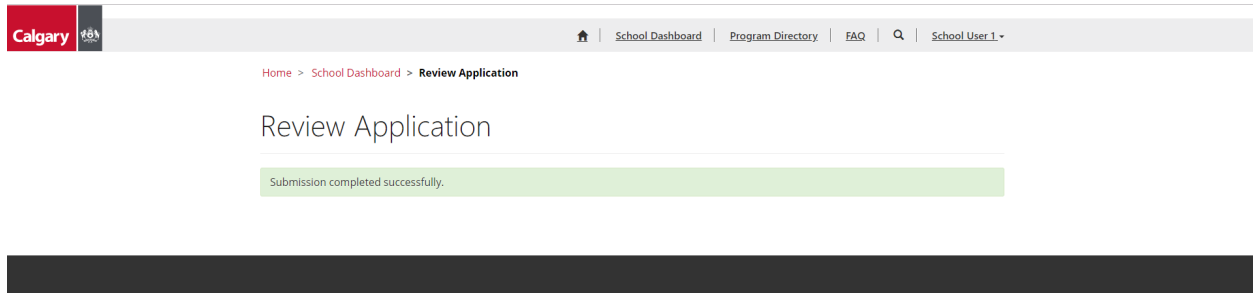 Calgary
School Dashboard | Program Directory | FAQ | School User 1
Home > School Dashboard > Review Application
Review Application
Submission completed successfully.